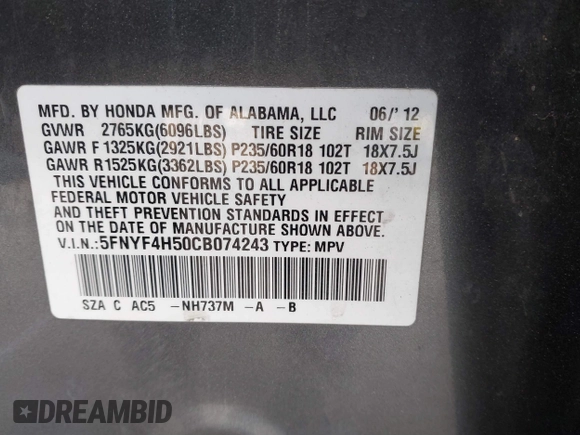 MFD. BY HONDA MFG. OF ALABAMA, LLC 06/' 12
GVWR 2765KG(6096LBS) TIRE SIZE RIM SIZE
GAWR F 1325KG(2921LBS) P235/60R18 102T 18X7.5J
GAWR R 1525KG(3362LBS) P235/60R18 102T 18X7.5J
THIS VEHICLE CONFORMS TO ALL APPLICABLE
FEDERAL MOTOR VEHICLE SAFETY
AND THEFT PREVENTION STANDARDS IN EFFECT
ON THE DATE OF MANUFACTURE SHOWN ABOVE.
V.I.N.:5FNYF4H50CB074243 TYPE: MPV
SZA C AC5 -NH737M -A -B
DREAMBID